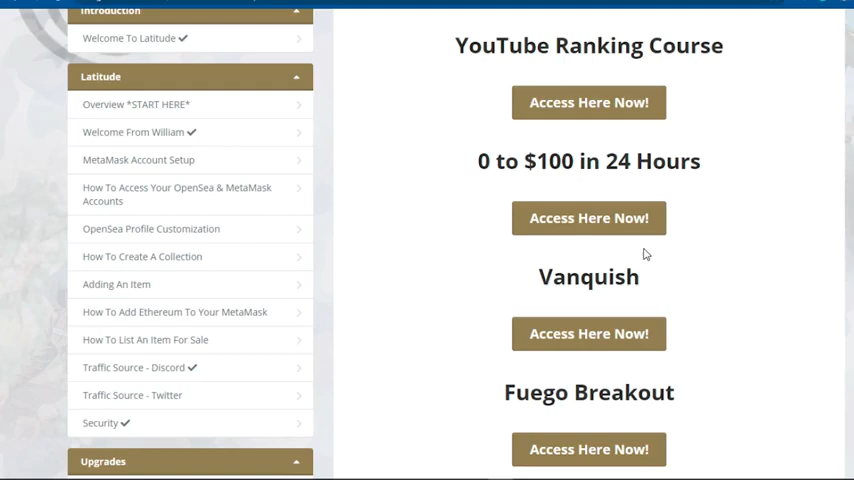 Introduction
Welcome To Latitude
Latitude
Overview *START HERE*
Welcome From William
MetaMask Account Setup
How To Access Your OpenSea & MetaMask
Accounts
OpenSea Profile Customization
How To Create A Collection
Adding An Item
How To Add Ethereum To Your MetaMask
How To List An Item For Sale
Traffic Source - Discord
Traffic Source - Twitter
Security
Upgrades
YouTube Ranking Course
Access Here Now!
0 to $100 in 24 Hours
Access Here Now!
Vanquish
Access Here Now!
Fuego Breakout
Access Here Now!